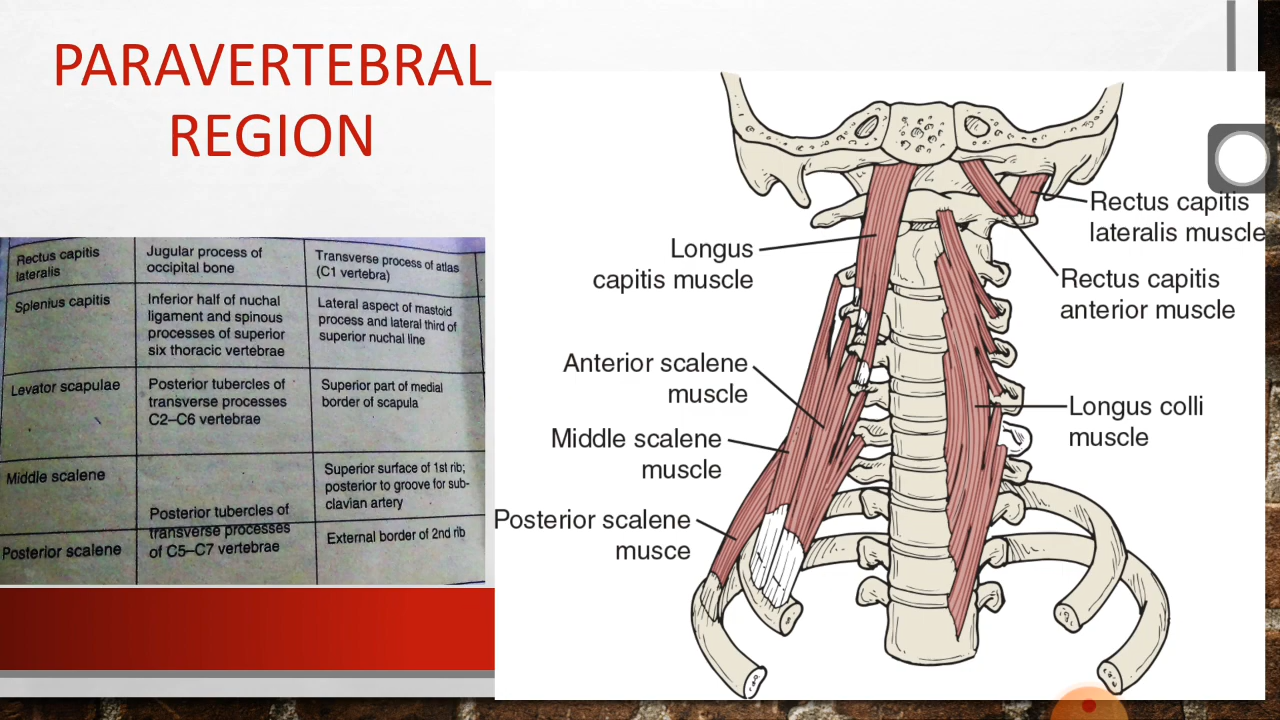 PARAVERTEBRAL
REGION
Rectus capitis
lateralis
Jugular process of
occipital bone
Transverse process of atlas
(C1 vertebra)
Splenius capitis
Inferior half of nuchal
ligament and spinous
processes of superior
six thoracic vertebrae
Lateral aspect of mastoid
process and lateral third of
superior nuchal line
Levator scapulae
Posterior tubercles of
transverse processes
C2–C6 vertebrae
Superior part of medial
border of scapula
Middle scalene
Posterior tubercles of
transverse processes
of C5–C7 vertebrae
Superior surface of 1st rib;
posterior to groove for sub-
clavian artery
Posterior scalene
External border of 2nd rib
Longus
capitis muscle
Anterior scalene
muscle
Middle scalene
muscle
Posterior scalene
musce
Rectus capitis
lateralis muscle
Rectus capitis
anterior muscle
Longus colli
muscle